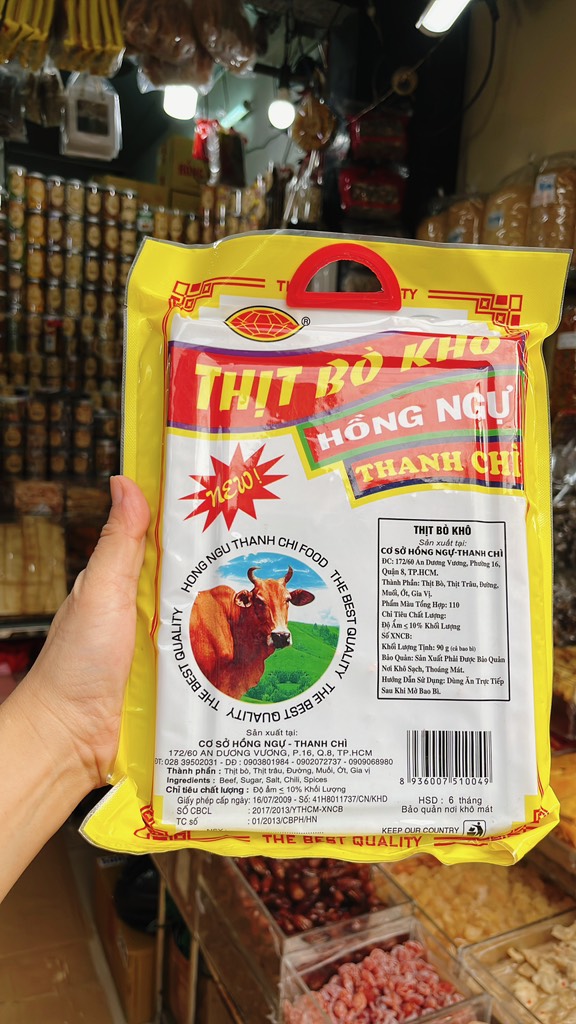 THỊT BÒ KHÔ
HỒNG NGỰ
THANH CHÌ
NEW!
HONG NGU THANH CHI FOOD THE BEST QUALITY THE BEST QUALITY THE BEST QUALITY
THỊT BÒ KHÔ
Sản xuất tại:
CƠ SỞ HỒNG NGỰ-THANH CHÌ
ĐC: 172/60 An Dương Vương, Phường 16,
Quận 8, TP.HCM.
Thành Phần: Thịt Bò, Thịt Trâu, Đường,
Muối, Ớt, Gia Vị.
Phẩm Màu Tổng Hợp: 110
Chỉ Tiêu Chất Lượng:
Độ Ẩm ≤ 10% Khối Lượng
Số XNCB:
Khối Lượng Tịnh: 90 g (cả bao bì)
Bảo Quản: Sản Xuất Phải Được Bảo Quản
Nơi Khô Sạch, Thoáng Mát.
Hướng Dẫn Sử Dụng: Dùng Ăn Trực Tiếp
Sau Khi Mở Bao Bì.
Sản xuất tại:
CƠ SỞ HỒNG NGỰ - THANH CHÌ
172/60 AN DƯƠNG VƯƠNG, P.16, Q.8, TP.HCM
ĐT: 028 39502031 - DĐ: 0903801984 - 0902072737 - 0909068980
Thành phần : Thịt bò, Thịt trâu, Đường, Muối, Ớt, Gia vị
Ingredients : Beef, Sugar, Salt, Chili, Spices
Chỉ tiêu chất lượng : Độ ẩm ≤ 10% Khối Lượng
Giấy phép cấp ngày: 16/07/2009 - Số: 41H8011737/CN/KHD
SỐ CBCL : 2017/2013/YTHCM-XNCB
TC số : 01/2013/CBPH/HN
8 936007 510049
HSD : 6 tháng
Bảo quản nơi khô mát
KEEP OUR COUNTRY
THE BEST QUALITY